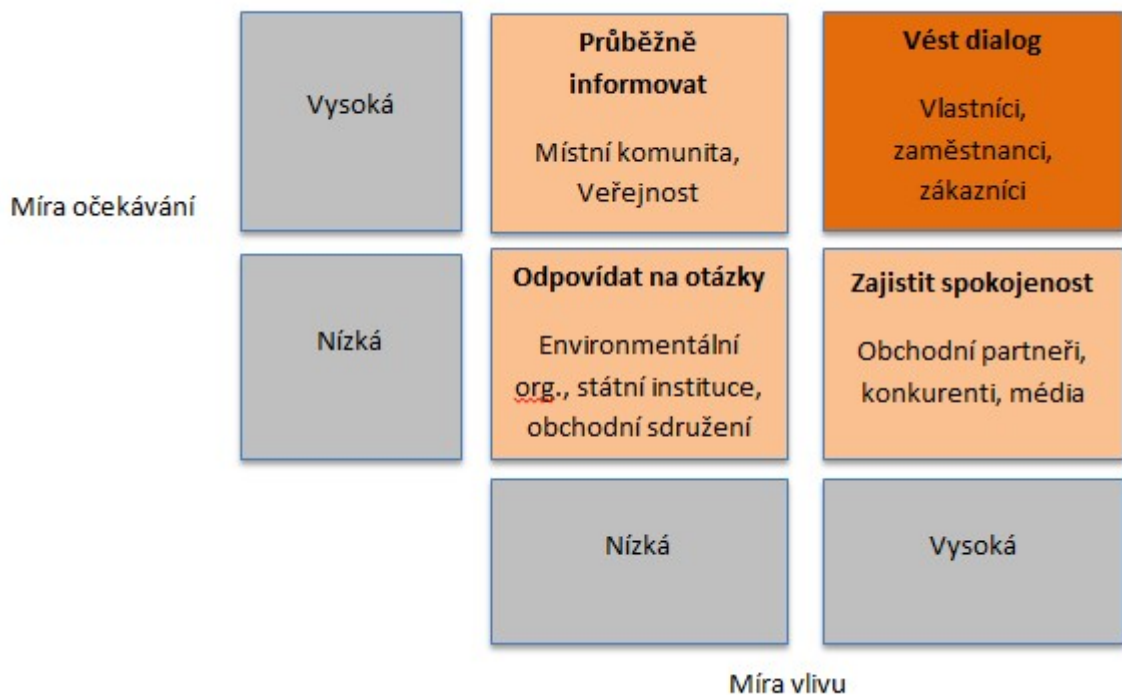 Průběžně
informovat
Místní komunita,
Veřejnost
Vést dialog
Vlastníci,
zaměstnanci,
zákazníci
Vysoká
Míra očekávání
Nízká
Odpovídat na otázky
Environmentální
org., státní instituce,
obchodní sdružení
Zajistit spokojenost
Obchodní partneři,
konkurenti, média
Nízká
Vysoká
Míra vlivu